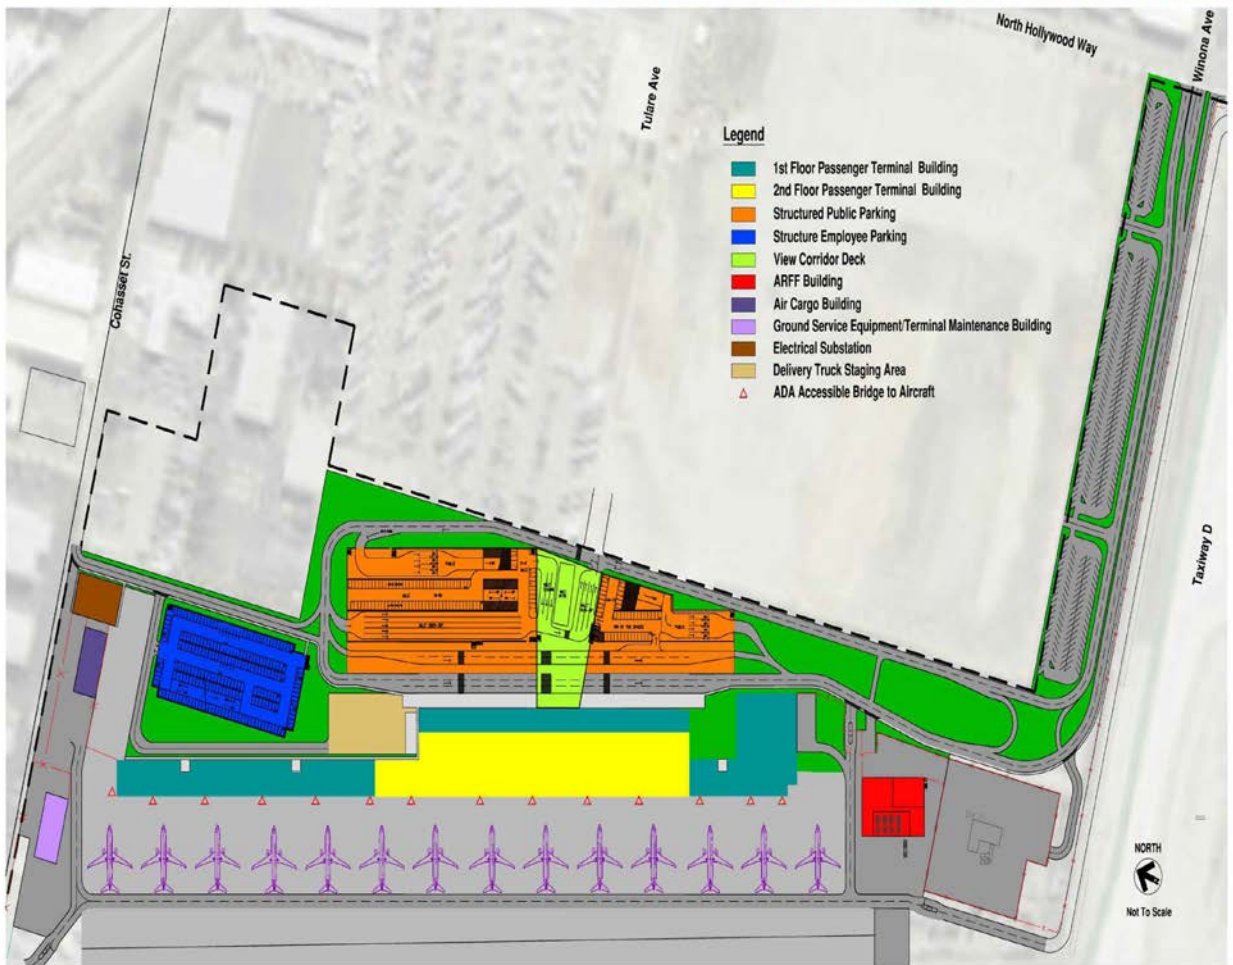 North Hollywood Way
Winona Ave
Tulare Ave
Legend
1st Floor Passenger Terminal Building
2nd Floor Passenger Terminal Building
Structured Public Parking
Structure Employee Parking
View Corridor Deck
ARFF Building
Air Cargo Building
Ground Service Equipment/Terminal Maintenance Building
Electrical Substation
Delivery Truck Staging Area
ADA Accessible Bridge to Aircraft
Cohasset St.
Taxiway D
NORTH
Not To Scale